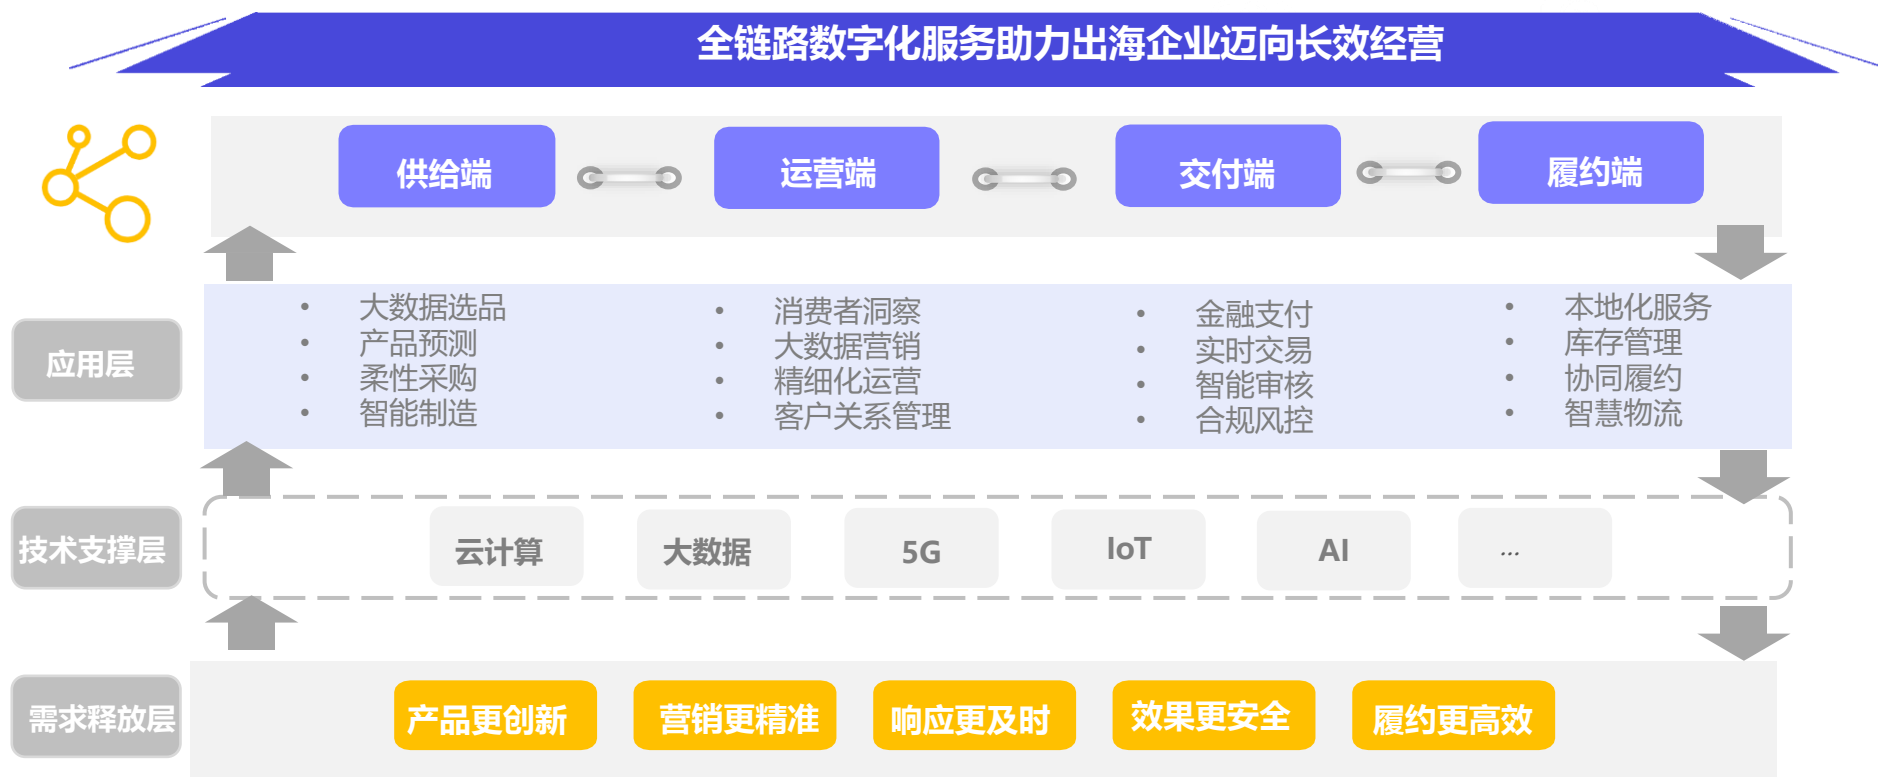 全链路数字化服务助力出海企业迈向长效经营
供给端
运营端
交付端
履约端
应用层
• 大数据选品
• 产品预测
• 柔性采购
• 智能制造
• 消费者洞察
• 大数据营销
• 精细化运营
• 客户关系管理
• 金融支付
• 实时交易
• 智能审核
• 合规风控
• 本地化服务
• 库存管理
• 协同履约
• 智慧物流
技术支撑层
云计算
大数据
5G
IoT
AI
...
需求释放层
产品更创新
营销更精准
响应更及时
效果更安全
履约更高效